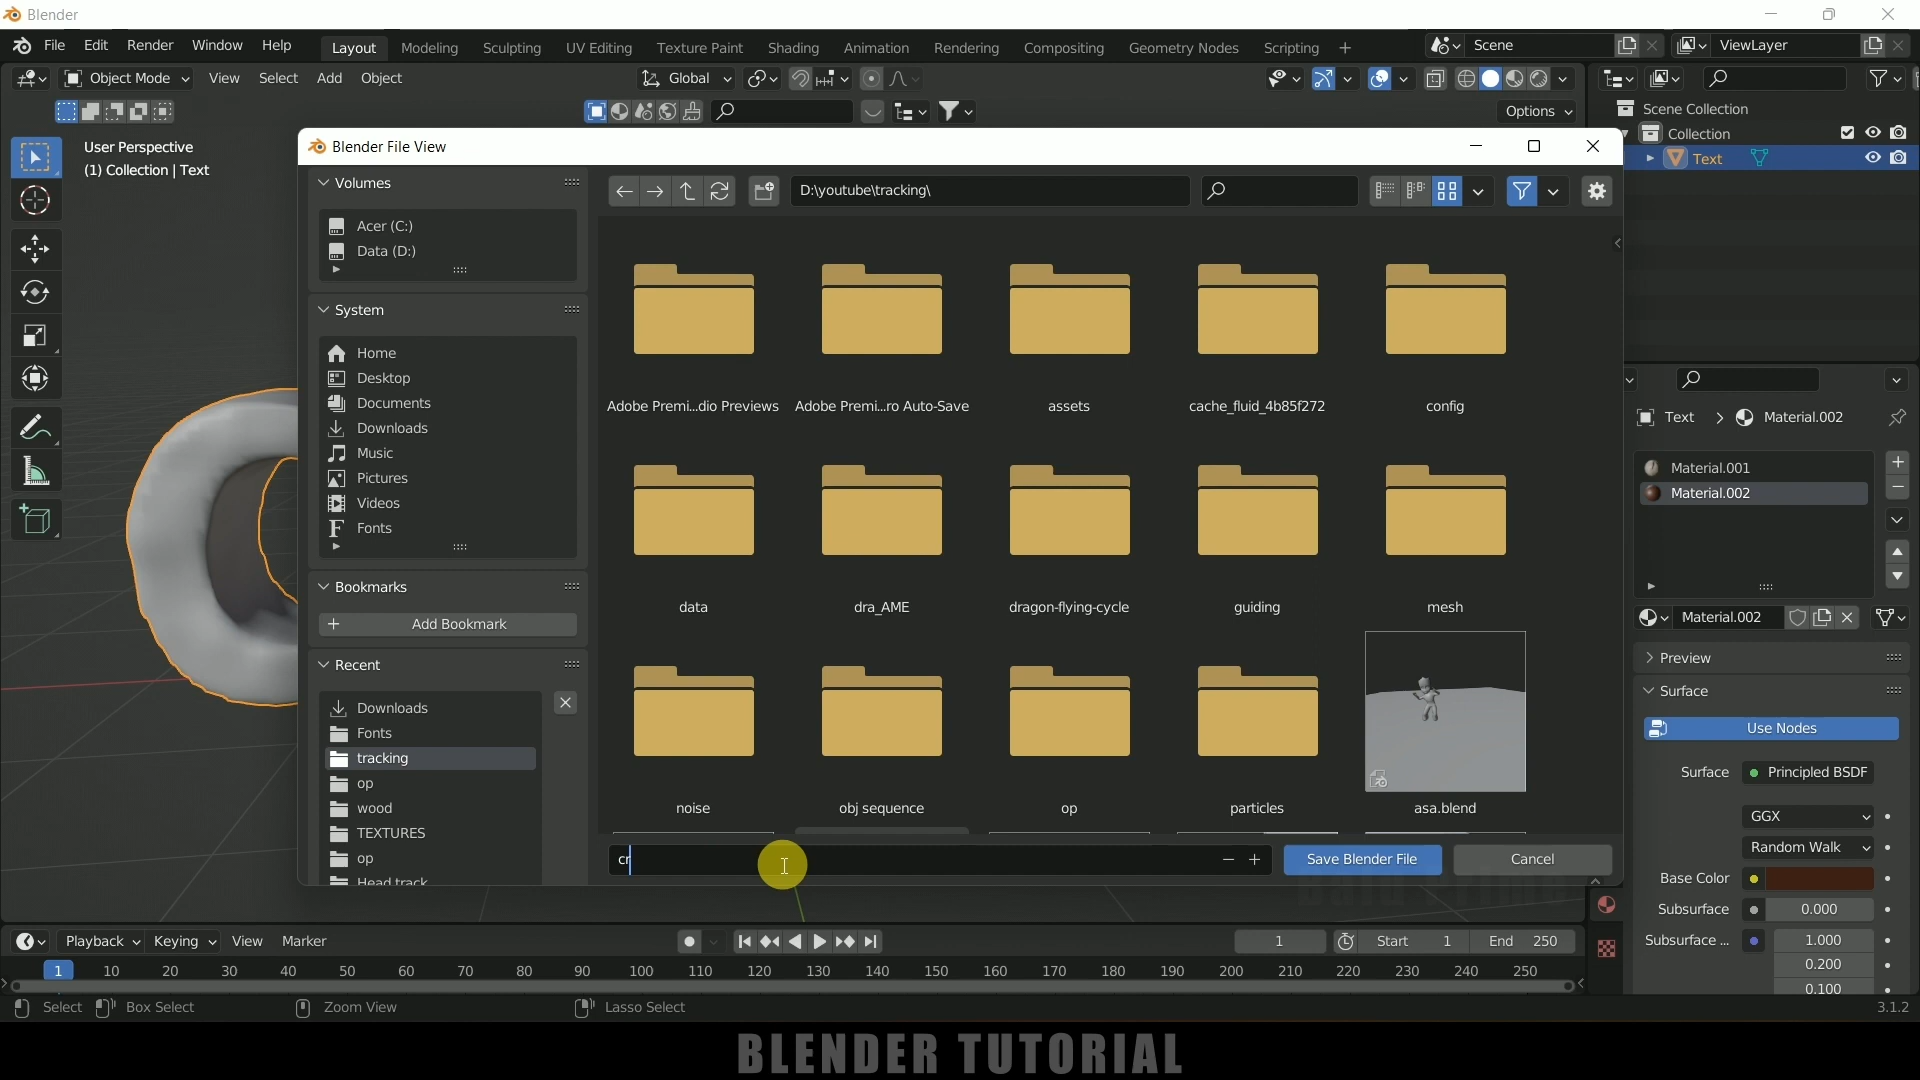 Blender
File Edit Render Window Help Layout Modeling Sculpting UV Editing Texture Paint Shading Animation Rendering Compositing Geometry Nodes Scripting + Scene ViewLayer
Object Mode View Select Add Object Global
Options
User Perspective
(1) Collection | Text
Scene Collection
Collection
Text
Blender File View
Volumes
Acer (C:)
Data (D:)
System
Home
Desktop
Documents
Downloads
Music
Pictures
Videos
Fonts
Bookmarks
+ Add Bookmark
Recent
Downloads
Fonts
tracking
op
wood
TEXTURES
op
Head track
D:\youtube\tracking\
Adobe Premi...dio Previews Adobe Premi...ro Auto-Save assets cache_fluid_4b85f272 config
data dra_AME dragon-flying-cycle guiding mesh
noise obj sequence op particles asa.blend
cr
Save Blender File Cancel
Text > Material.002
Material.001
Material.002
Material.002
Preview
Surface
Use Nodes
Surface Principled BSDF
GGX
Random Walk
Base Color
Subsurface 0.000
Subsurface ... 1.000
0.200
0.100
Playback Keying View Marker 1 Start 1 End 250
1 10 20 30 40 50 60 70 80 90 100 110 120 130 140 150 160 170 180 190 200 210 220 230 240 250
Select Box Select Zoom View Lasso Select 3.1.2
BLENDER TUTORIAL